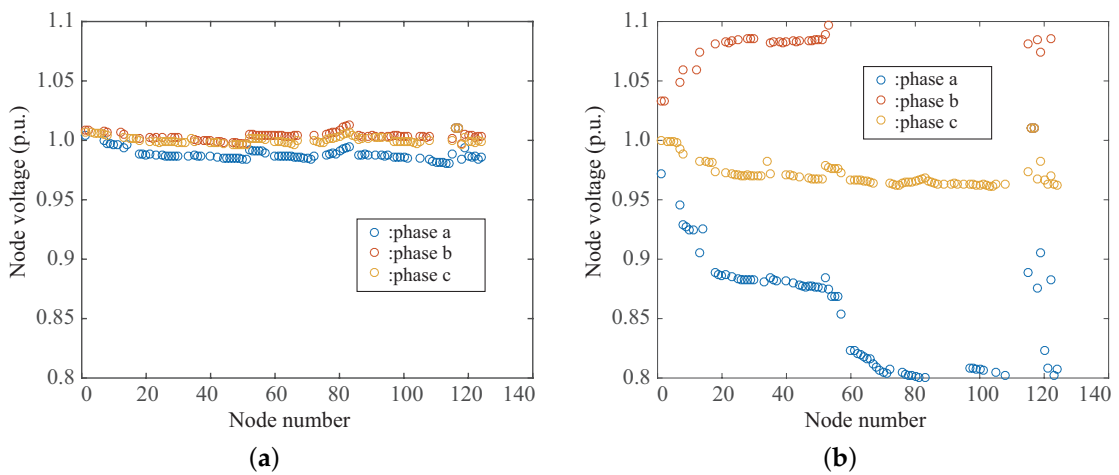 1.1
1.05
1.0
0.95
0.9
0.85
0.8
Node voltage (p.u.)
:phase a
:phase b
:phase c
0 20 40 60 80 100 120 140
Node number
(a)
1.1
1.05
1.0
0.95
0.9
0.85
0.8
Node voltage (p.u.)
:phase a
:phase b
:phase c
0 20 40 60 80 100 120 140
Node number
(b)